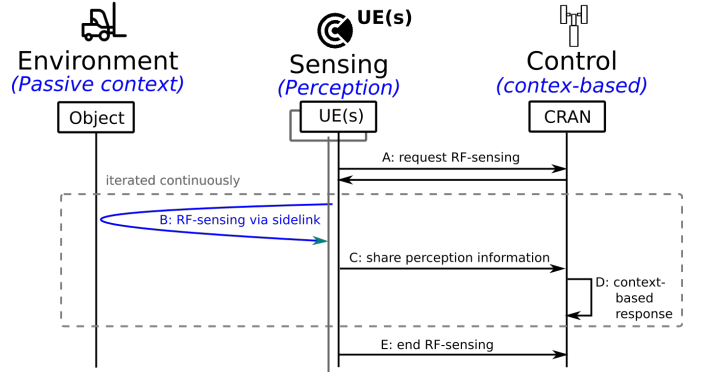 UE(s)
Environment
Sensing
Control
(Passive context)
(Perception)
(contex-based)
Object
UE(s)
CRAN
A: request RF-sensing
iterated continuously
B: RF-sensing via sidelink
C: share perception information
D: context-
based
response
E: end RF-sensing